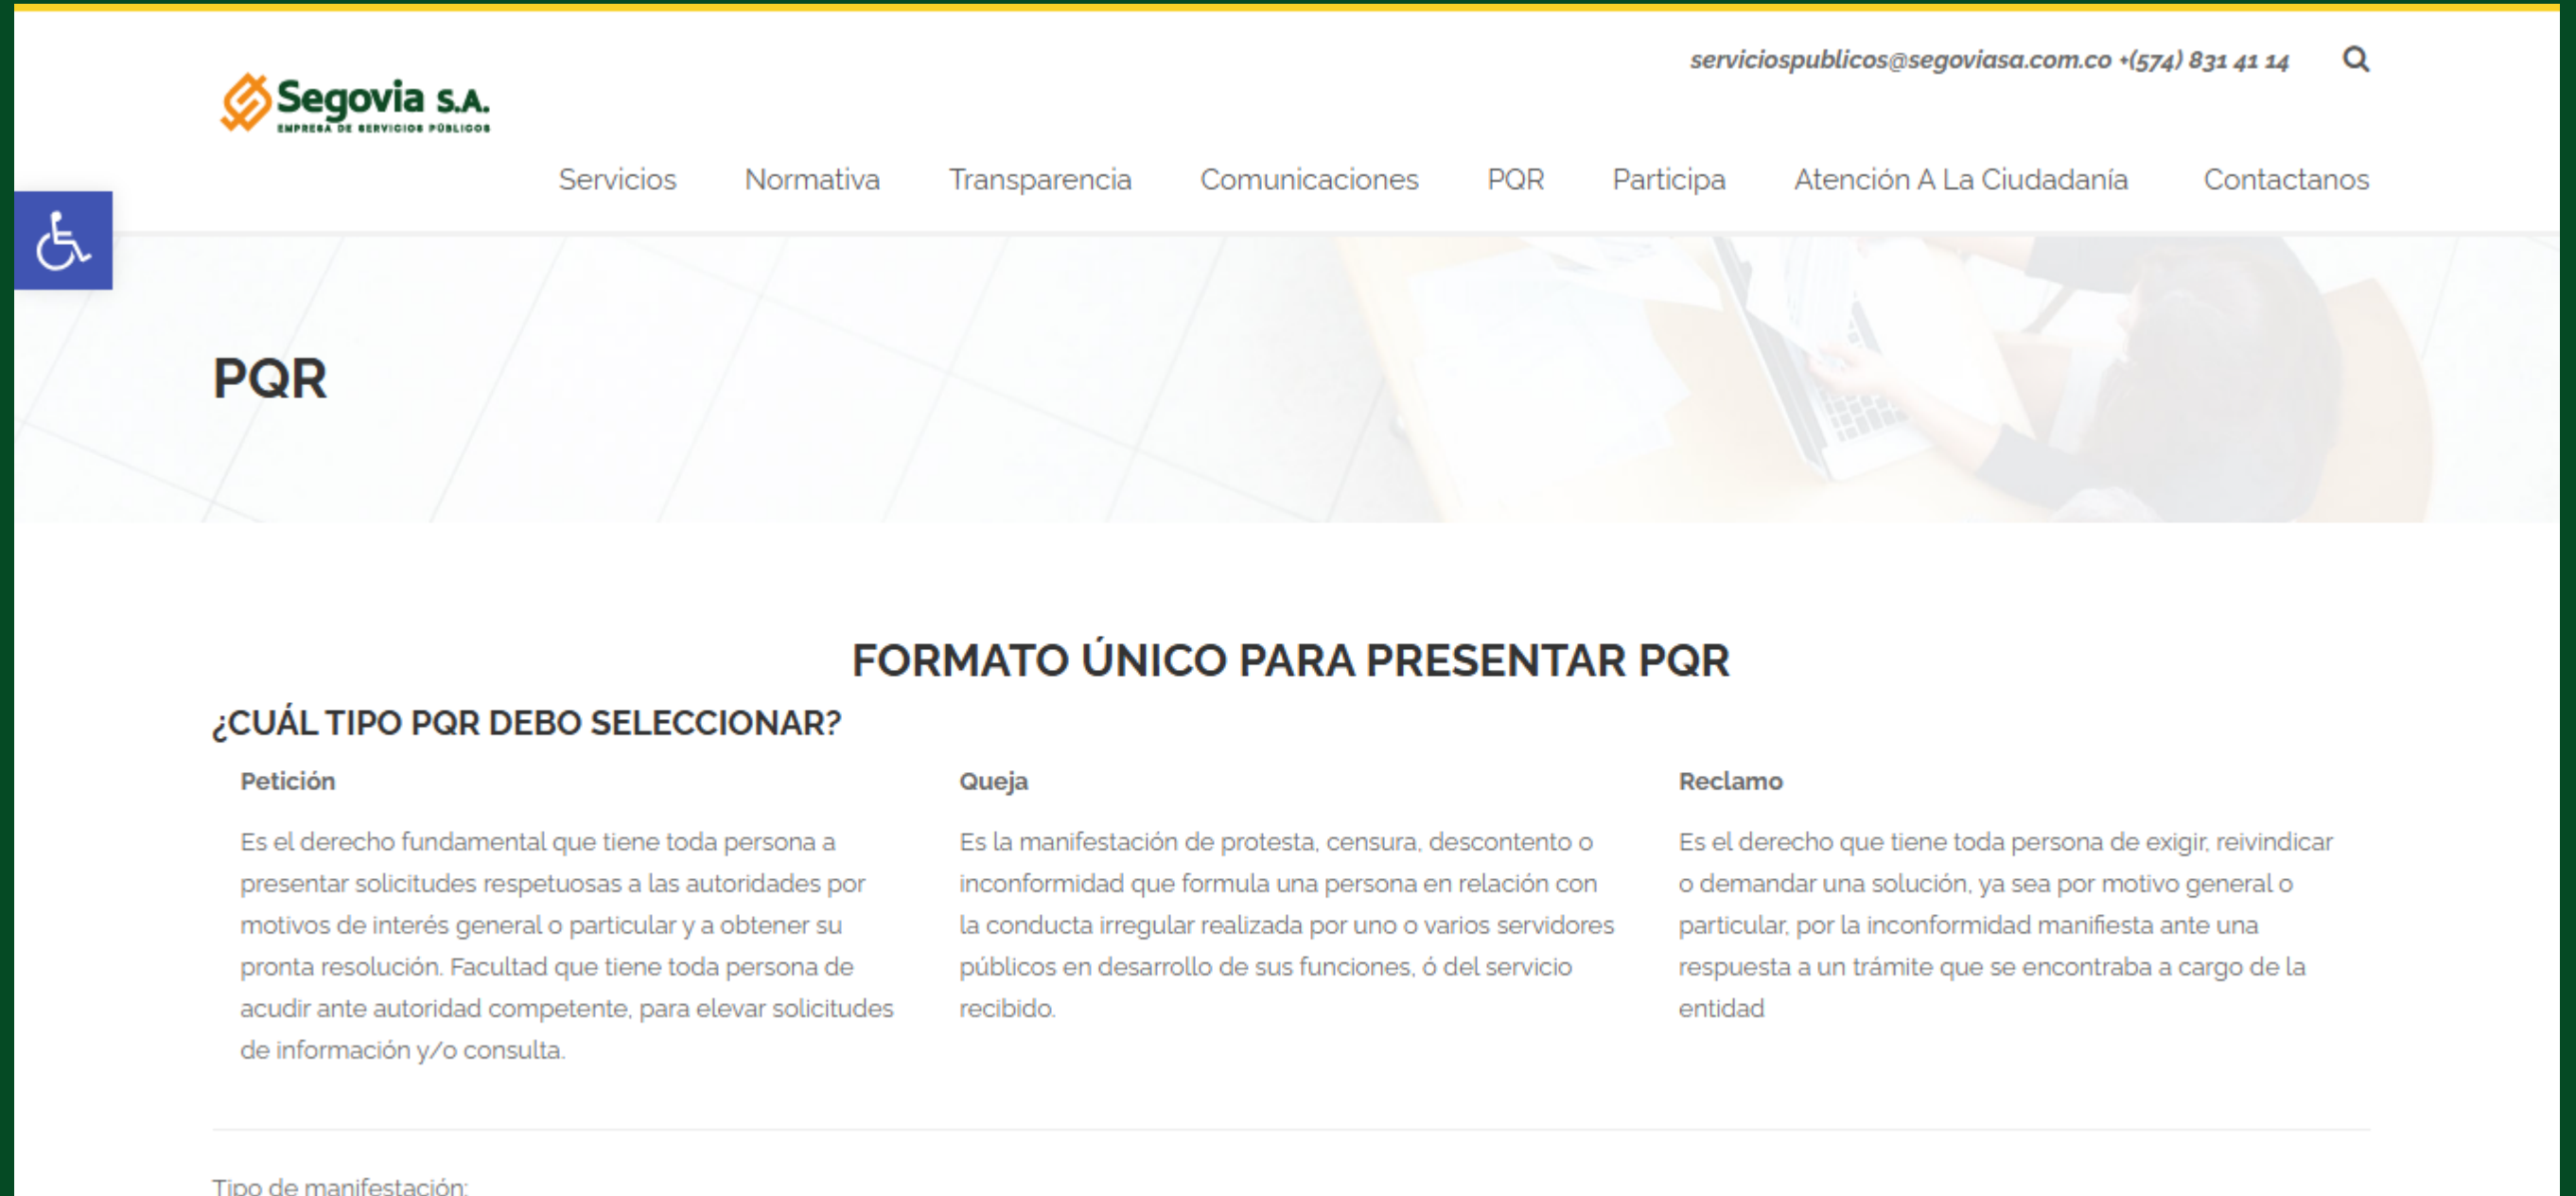 serviciospublicos@segoviasa.com.co +(574) 831 41 14
Segovia S.A.
EMPRESA DE SERVICIOS PÚBLICOS
Servicios Normativa Transparencia Comunicaciones PQR Participa Atención A La Ciudadanía Contactanos
PQR
FORMATO ÚNICO PARA PRESENTAR PQR
¿CUÁL TIPO PQR DEBO SELECCIONAR?
Petición
Es el derecho fundamental que tiene toda persona a
presentar solicitudes respetuosas a las autoridades por
motivos de interés general o particular y a obtener su
pronta resolución. Facultad que tiene toda persona de
acudir ante autoridad competente, para elevar solicitudes
de información y/o consulta.
Queja
Es la manifestación de protesta, censura, descontento o
inconformidad que formula una persona en relación con
la conducta irregular realizada por uno o varios servidores
públicos en desarrollo de sus funciones, ó del servicio
recibido.
Reclamo
Es el derecho que tiene toda persona de exigir, reivindicar
o demandar una solución, ya sea por motivo general o
particular, por la inconformidad manifiesta ante una
respuesta a un trámite que se encontraba a cargo de la
entidad
Tipo de manifestación: